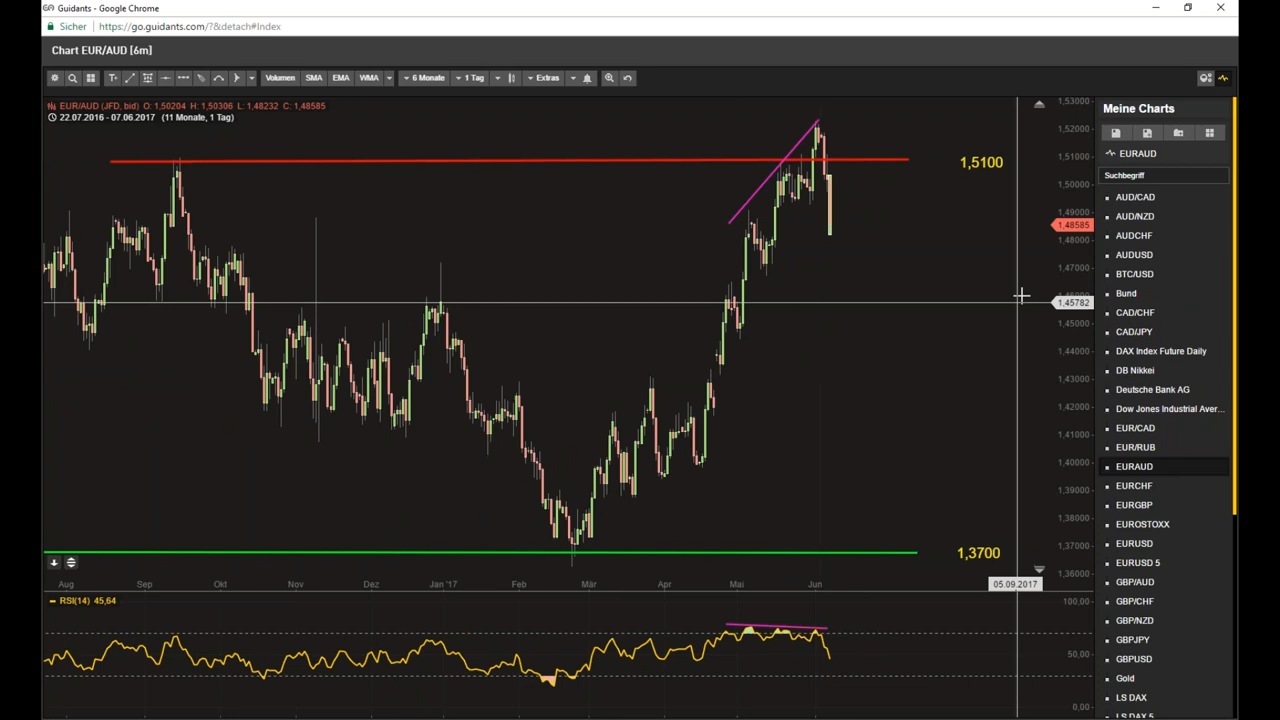 Guidants - Google Chrome
Sicher https://go.guidants.com/?&detach#Index
Chart EUR/AUD [6m]
T+ Volumen SMA EMA WMA 6 Monate 1 Tag Extras
EUR/AUD (JFD, bid) O: 1,50204 H: 1,50306 L: 1,48232 C: 1,48585
22.07.2016 - 07.06.2017 (11 Monate, 1 Tag)
1,53000
1,52000
1,51000
1,5100
1,50000
1,49000
1,48585
1,48000
1,47000
1,45782
1,45000
1,44000
1,43000
1,42000
1,41000
1,40000
1,39000
1,38000
1,37000
1,3700
1,36000
Aug Sep Okt Nov Dez Jan '17 Feb Mär Apr Mai Jun 05.09.2017
RSI(14) 45,64
100,00
50,00
0,00
Meine Charts
EURAUD
Suchbegriff
AUD/CAD
AUD/NZD
AUDCHF
AUDUSD
BTC/USD
Bund
CAD/CHF
CAD/JPY
DAX Index Future Daily
DB Nikkei
Deutsche Bank AG
Dow Jones Industrial Aver...
EUR/CAD
EUR/RUB
EURAUD
EURCHF
EURGBP
EUROSTOXX
EURUSD
EURUSD 5
GBP/AUD
GBP/CHF
GBP/NZD
GBPJPY
GBPUSD
Gold
LS DAX
LS DAX 5